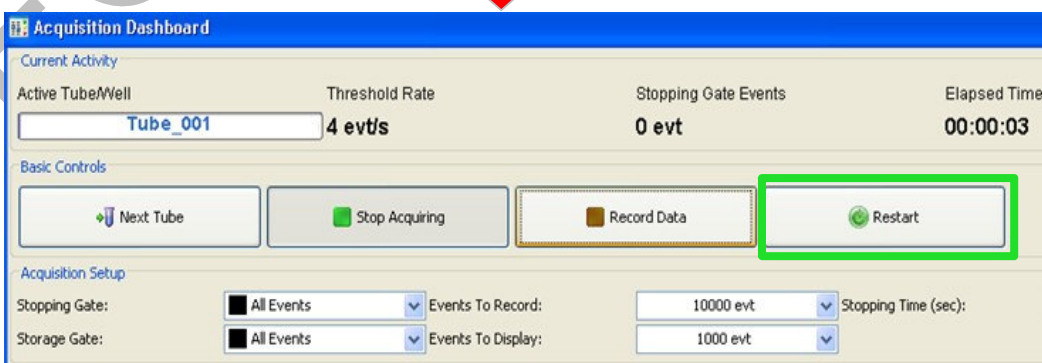 Acquisition Dashboard
Current Activity
Active Tube/Well Threshold Rate Stopping Gate Events Elapsed Time
Tube_001 4 evt/s 0 evt 00:00:03
Basic Controls
Next Tube Stop Acquiring Record Data Restart
Acquisition Setup
Stopping Gate: All Events Events To Record: 10000 evt Stopping Time (sec):
Storage Gate: All Events Events To Display: 1000 evt